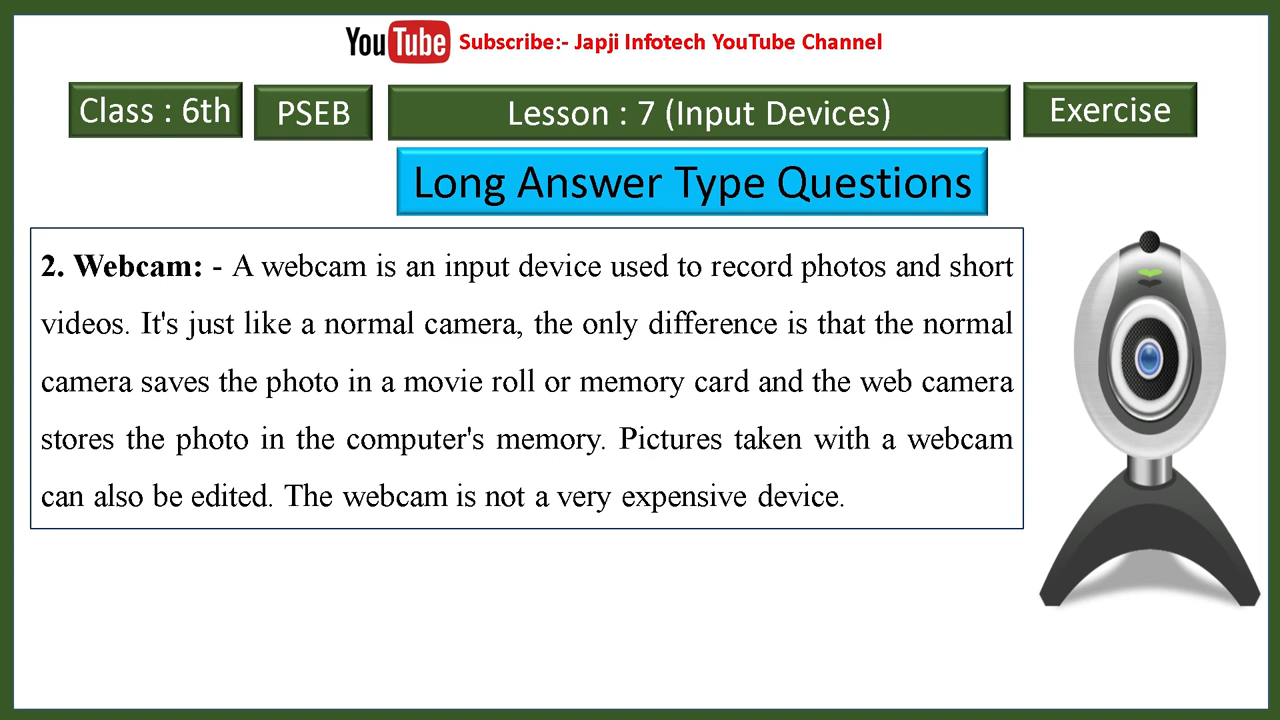 YouTube Subscribe:- Japji Infotech YouTube Channel
Class : 6th PSEB Lesson : 7 (Input Devices) Exercise
Long Answer Type Questions
2. Webcam: - A webcam is an input device used to record photos and short
videos. It's just like a normal camera, the only difference is that the normal
camera saves the photo in a movie roll or memory card and the web camera
stores the photo in the computer's memory. Pictures taken with a webcam
can also be edited. The webcam is not a very expensive device.